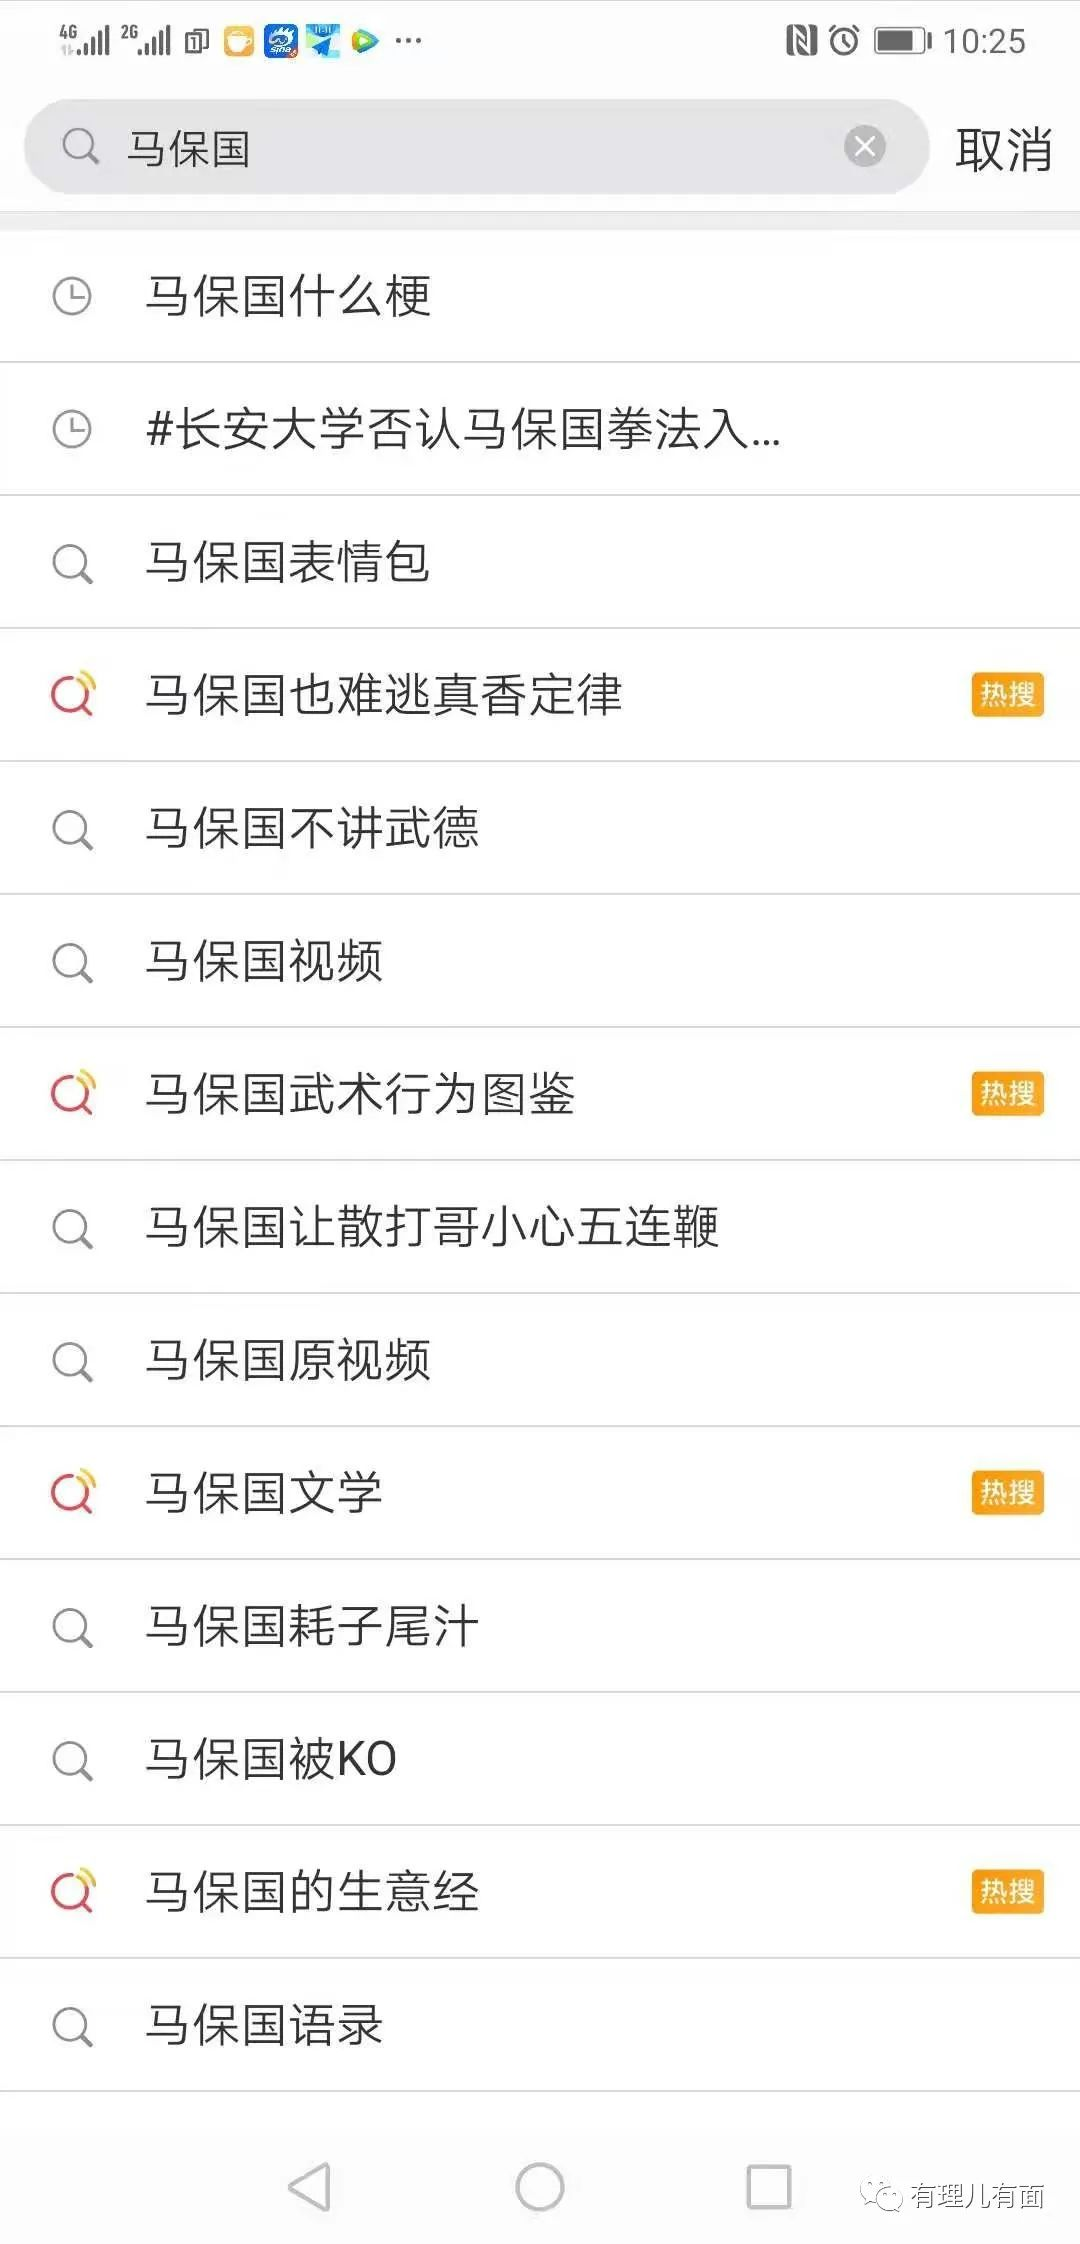 4G 2G 10:25
马保国 取消
马保国什么梗
#长安大学否认马保国拳法入...
马保国表情包
马保国也难逃真香定律 热搜
马保国不讲武德
马保国视频
马保国武术行为图鉴 热搜
马保国让散打哥小心五连鞭
马保国原视频
马保国文学 热搜
马保国耗子尾汁
马保国被KO
马保国的生意经 热搜
马保国语录
有理儿有面